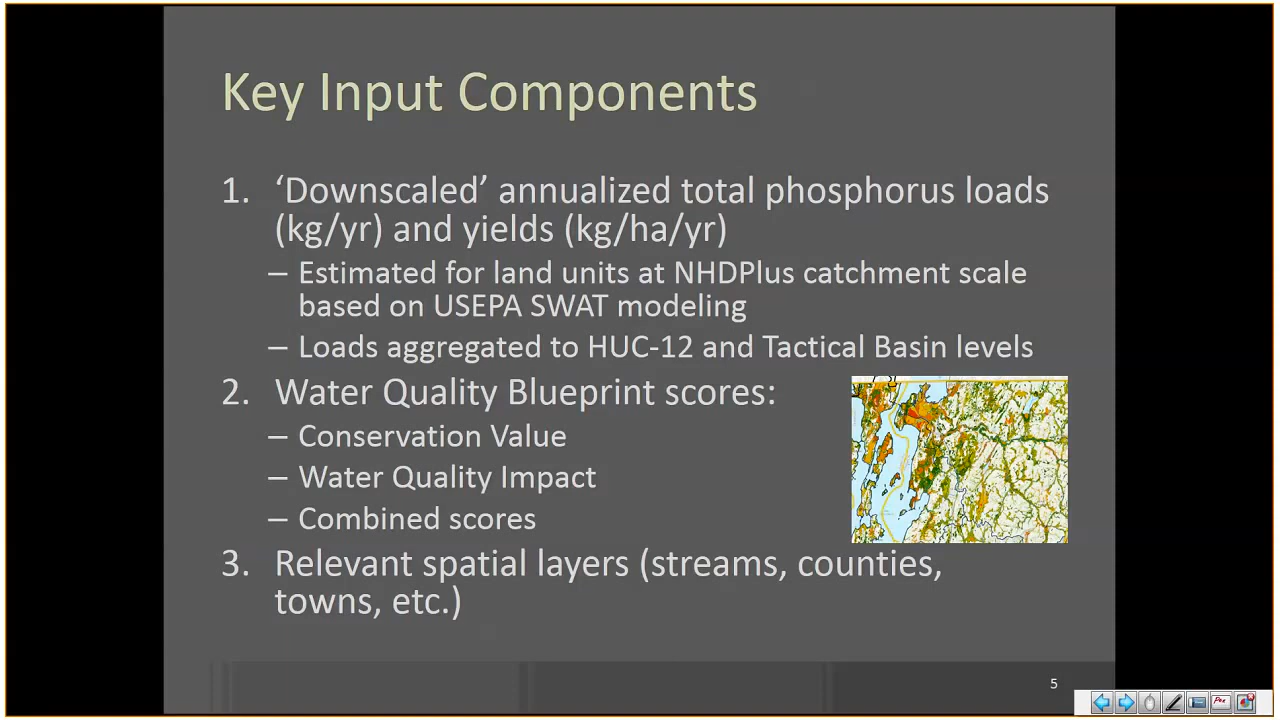 Key Input Components
1. ‘Downscaled’ annualized total phosphorus loads
(kg/yr) and yields (kg/ha/yr)
– Estimated for land units at NHDPlus catchment scale
based on USEPA SWAT modeling
– Loads aggregated to HUC-12 and Tactical Basin levels
2. Water Quality Blueprint scores:
– Conservation Value
– Water Quality Impact
– Combined scores
3. Relevant spatial layers (streams, counties,
towns, etc.)
5